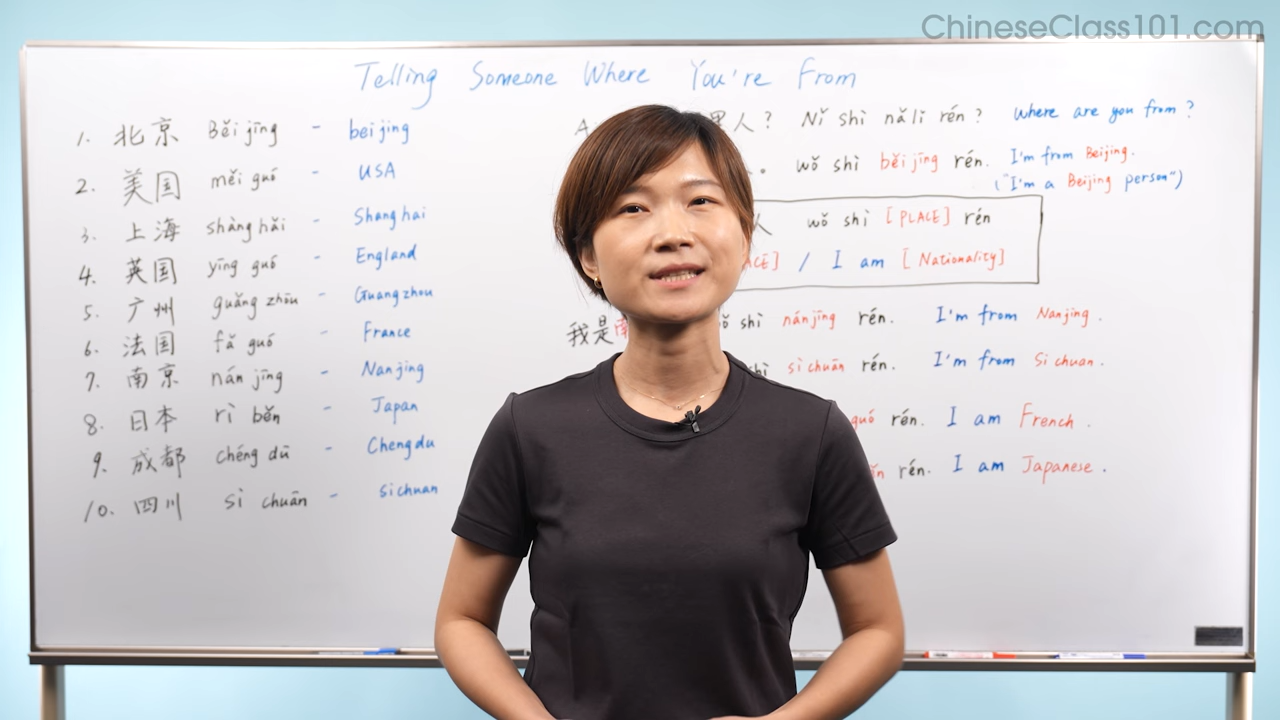 ChineseClass101.com
Telling Someone Where You're From
1. 北京 Běi jīng - beijing
2. 美国 měi guó - USA
3. 上海 shàng hǎi - Shanghai
4. 英国 yīng guó - England
5. 广州 guǎng zhōu - Guangzhou
6. 法国 fǎ guó - France
7. 南京 nán jīng - Nanjing
8. 日本 rì běn - Japan
9. 成都 chéng dū - Chengdu
10. 四川 sì chuān - sichuan
A 人? Nǐ shì nǎlǐ rén? Where are you from?
wǒ shì běijīng rén. I'm from Beijing.
("I'm a Beijing person")
人 wǒ shì [PLACE] rén
/ I am [Nationality]
我是 shì nánjīng rén. I'm from Nanjing.
sìchuān rén. I'm from Sichuan.
guó rén. I am French.
rén. I am Japanese.